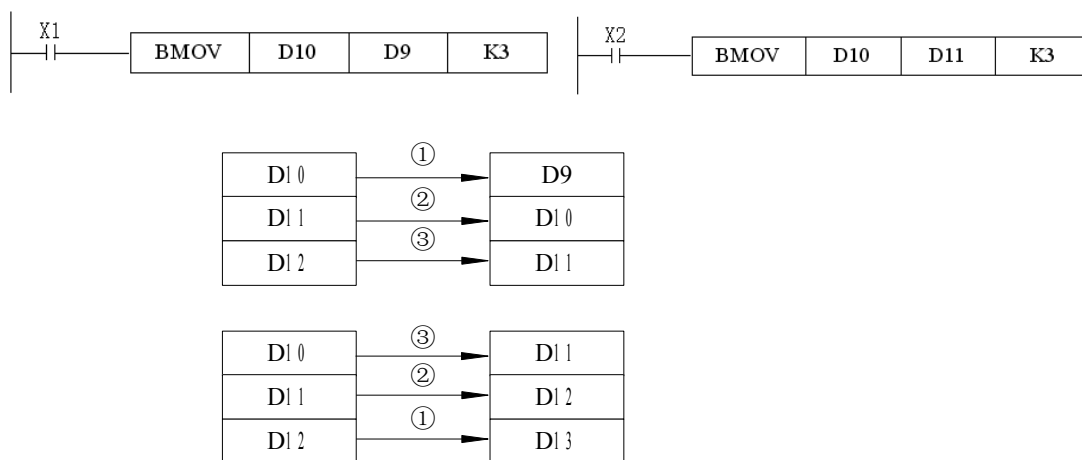 X1
BMOV D10 D9 K3
X2
BMOV D10 D11 K3
①
D10 D9
②
D11 D10
③
D12 D11
③
D10 D11
②
D11 D12
①
D12 D13